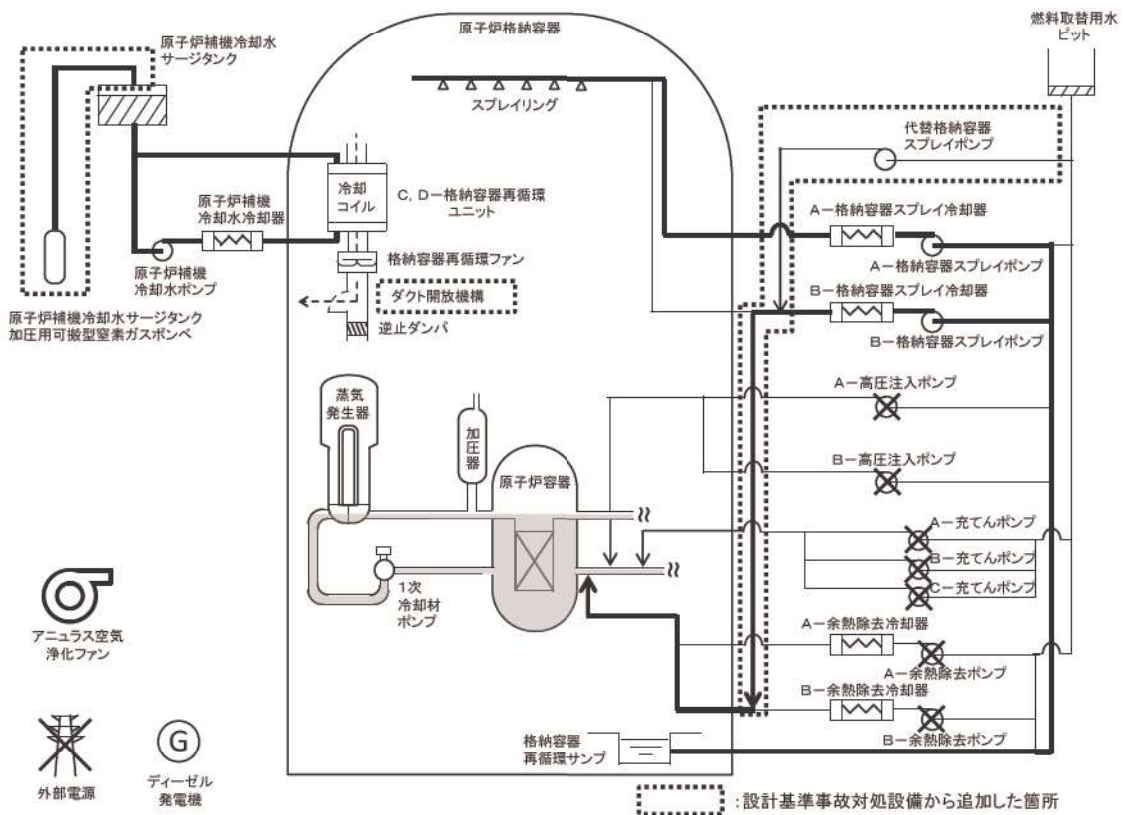 原子炉補機冷却水
サージタンク
原子炉格納容器
燃料取替用水
ピット
スプレイリング
代替格納容器
スプレイポンプ
冷却
コイル
C, D－格納容器再循環
ユニット
原子炉補機
冷却水冷却器
A－格納容器スプレイ冷却器
A－格納容器スプレイポンプ
格納容器再循環ファン
原子炉補機
冷却水ポンプ
ダクト開放機構
B－格納容器スプレイ冷却器
原子炉補機冷却水サージタンク
加圧用可搬型窒素ガスボンベ
逆止ダンパ
B－格納容器スプレイポンプ
A－高圧注入ポンプ
蒸気
発生器
加
圧
器
B－高圧注入ポンプ
原子炉容器
A－充てんポンプ
B－充てんポンプ
C－充てんポンプ
1次
冷却材
ポンプ
アニュラス空気
浄化ファン
A－余熱除去冷却器
A－余熱除去ポンプ
B－余熱除去冷却器
B－余熱除去ポンプ
格納容器
再循環サンプ
外部電源
G
ディーゼル
発電機
：設計基準事故対処設備から追加した箇所